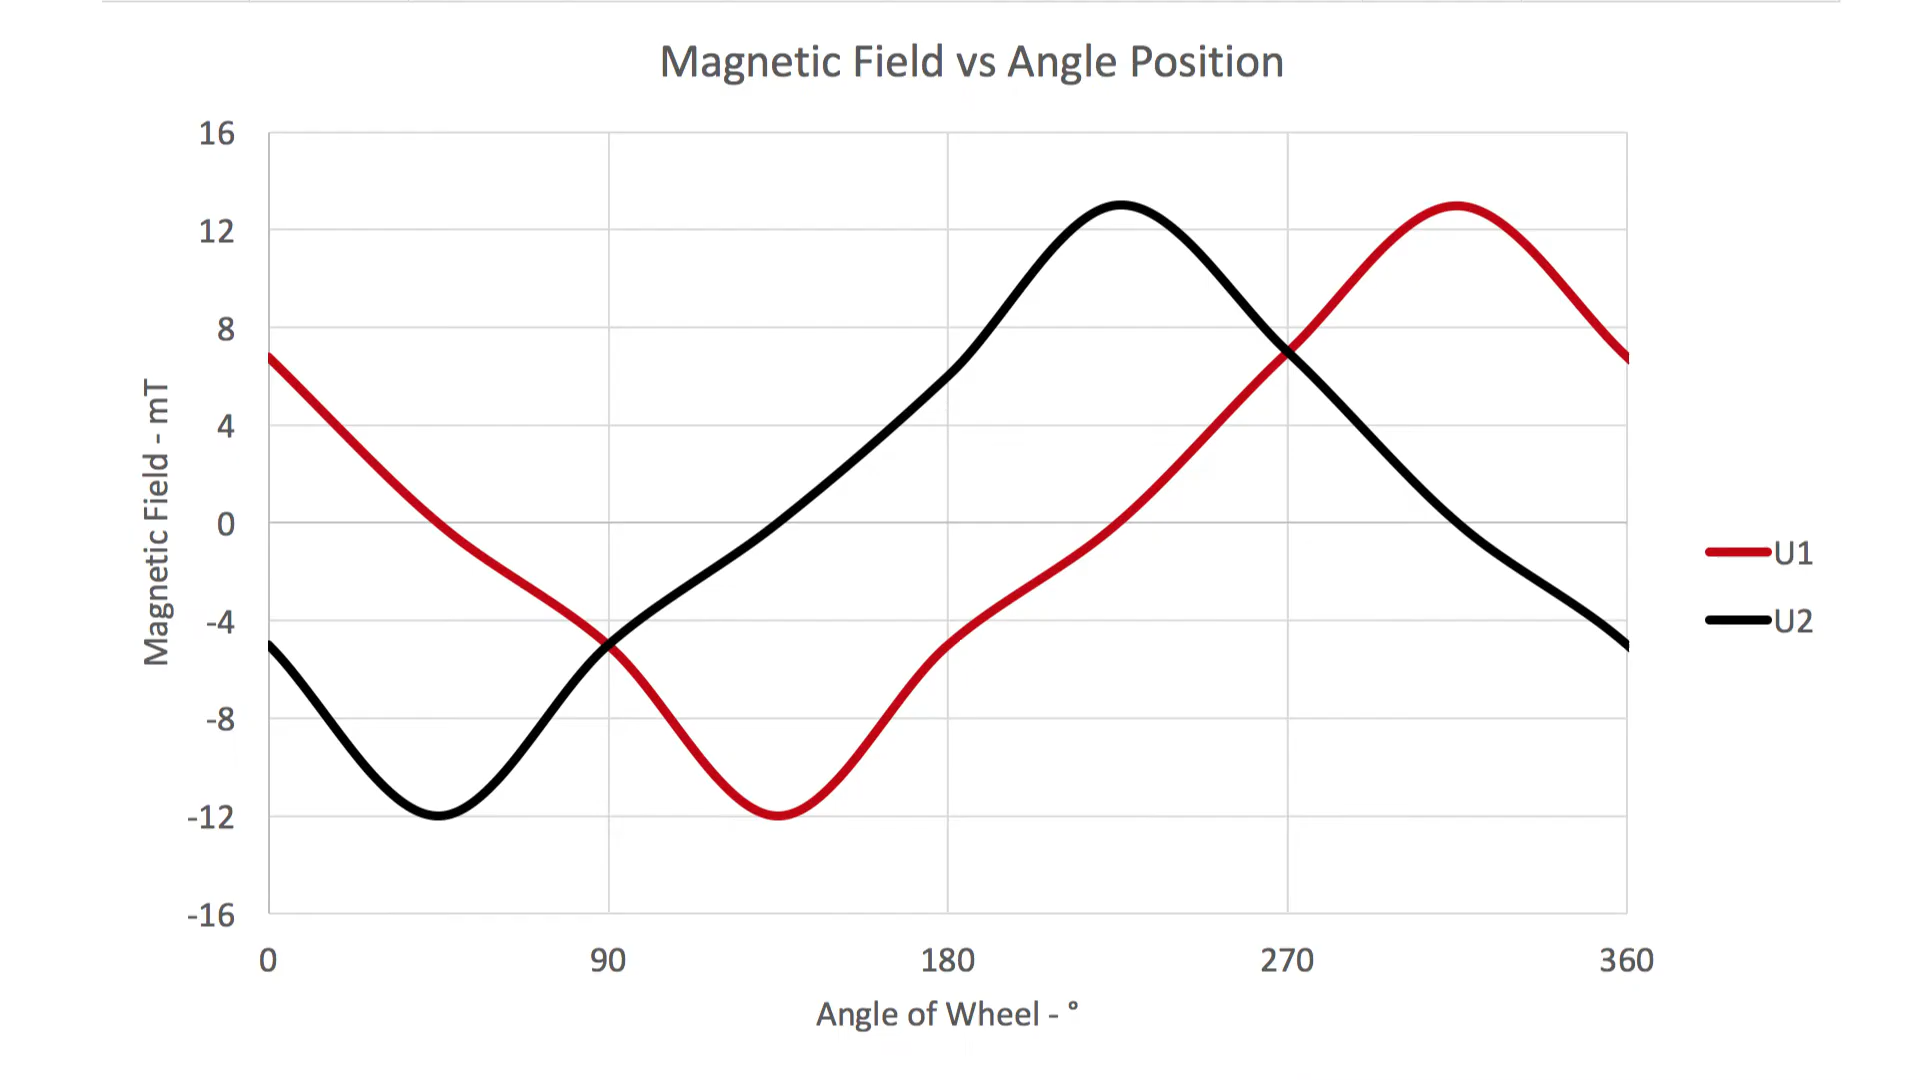 Magnetic Field vs Angle Position
16
12
8
4
0
-4
-8
-12
-16
Magnetic Field - mT
0 90 180 270 360
Angle of Wheel - °
U1
U2